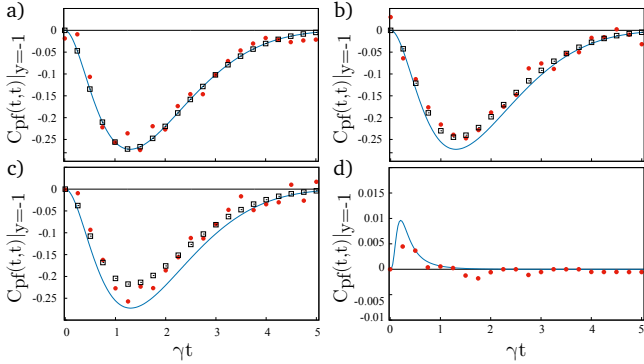 a)
b)
0
-0.05
-0.1
-0.15
-0.2
-0.25
Cpf(t,t)|y=-1
0
-0.05
-0.1
-0.15
-0.2
-0.25
Cpf(t,t)|y=-1
c)
d)
0
-0.05
-0.1
-0.15
-0.2
-0.25
Cpf(t,t)|y=-1
0.015
0.01
0.005
0
-0.005
-0.01
Cpf(t,t)|y=-1
0 1 2 3 4 5
γt
0 1 2 3 4 5
γt